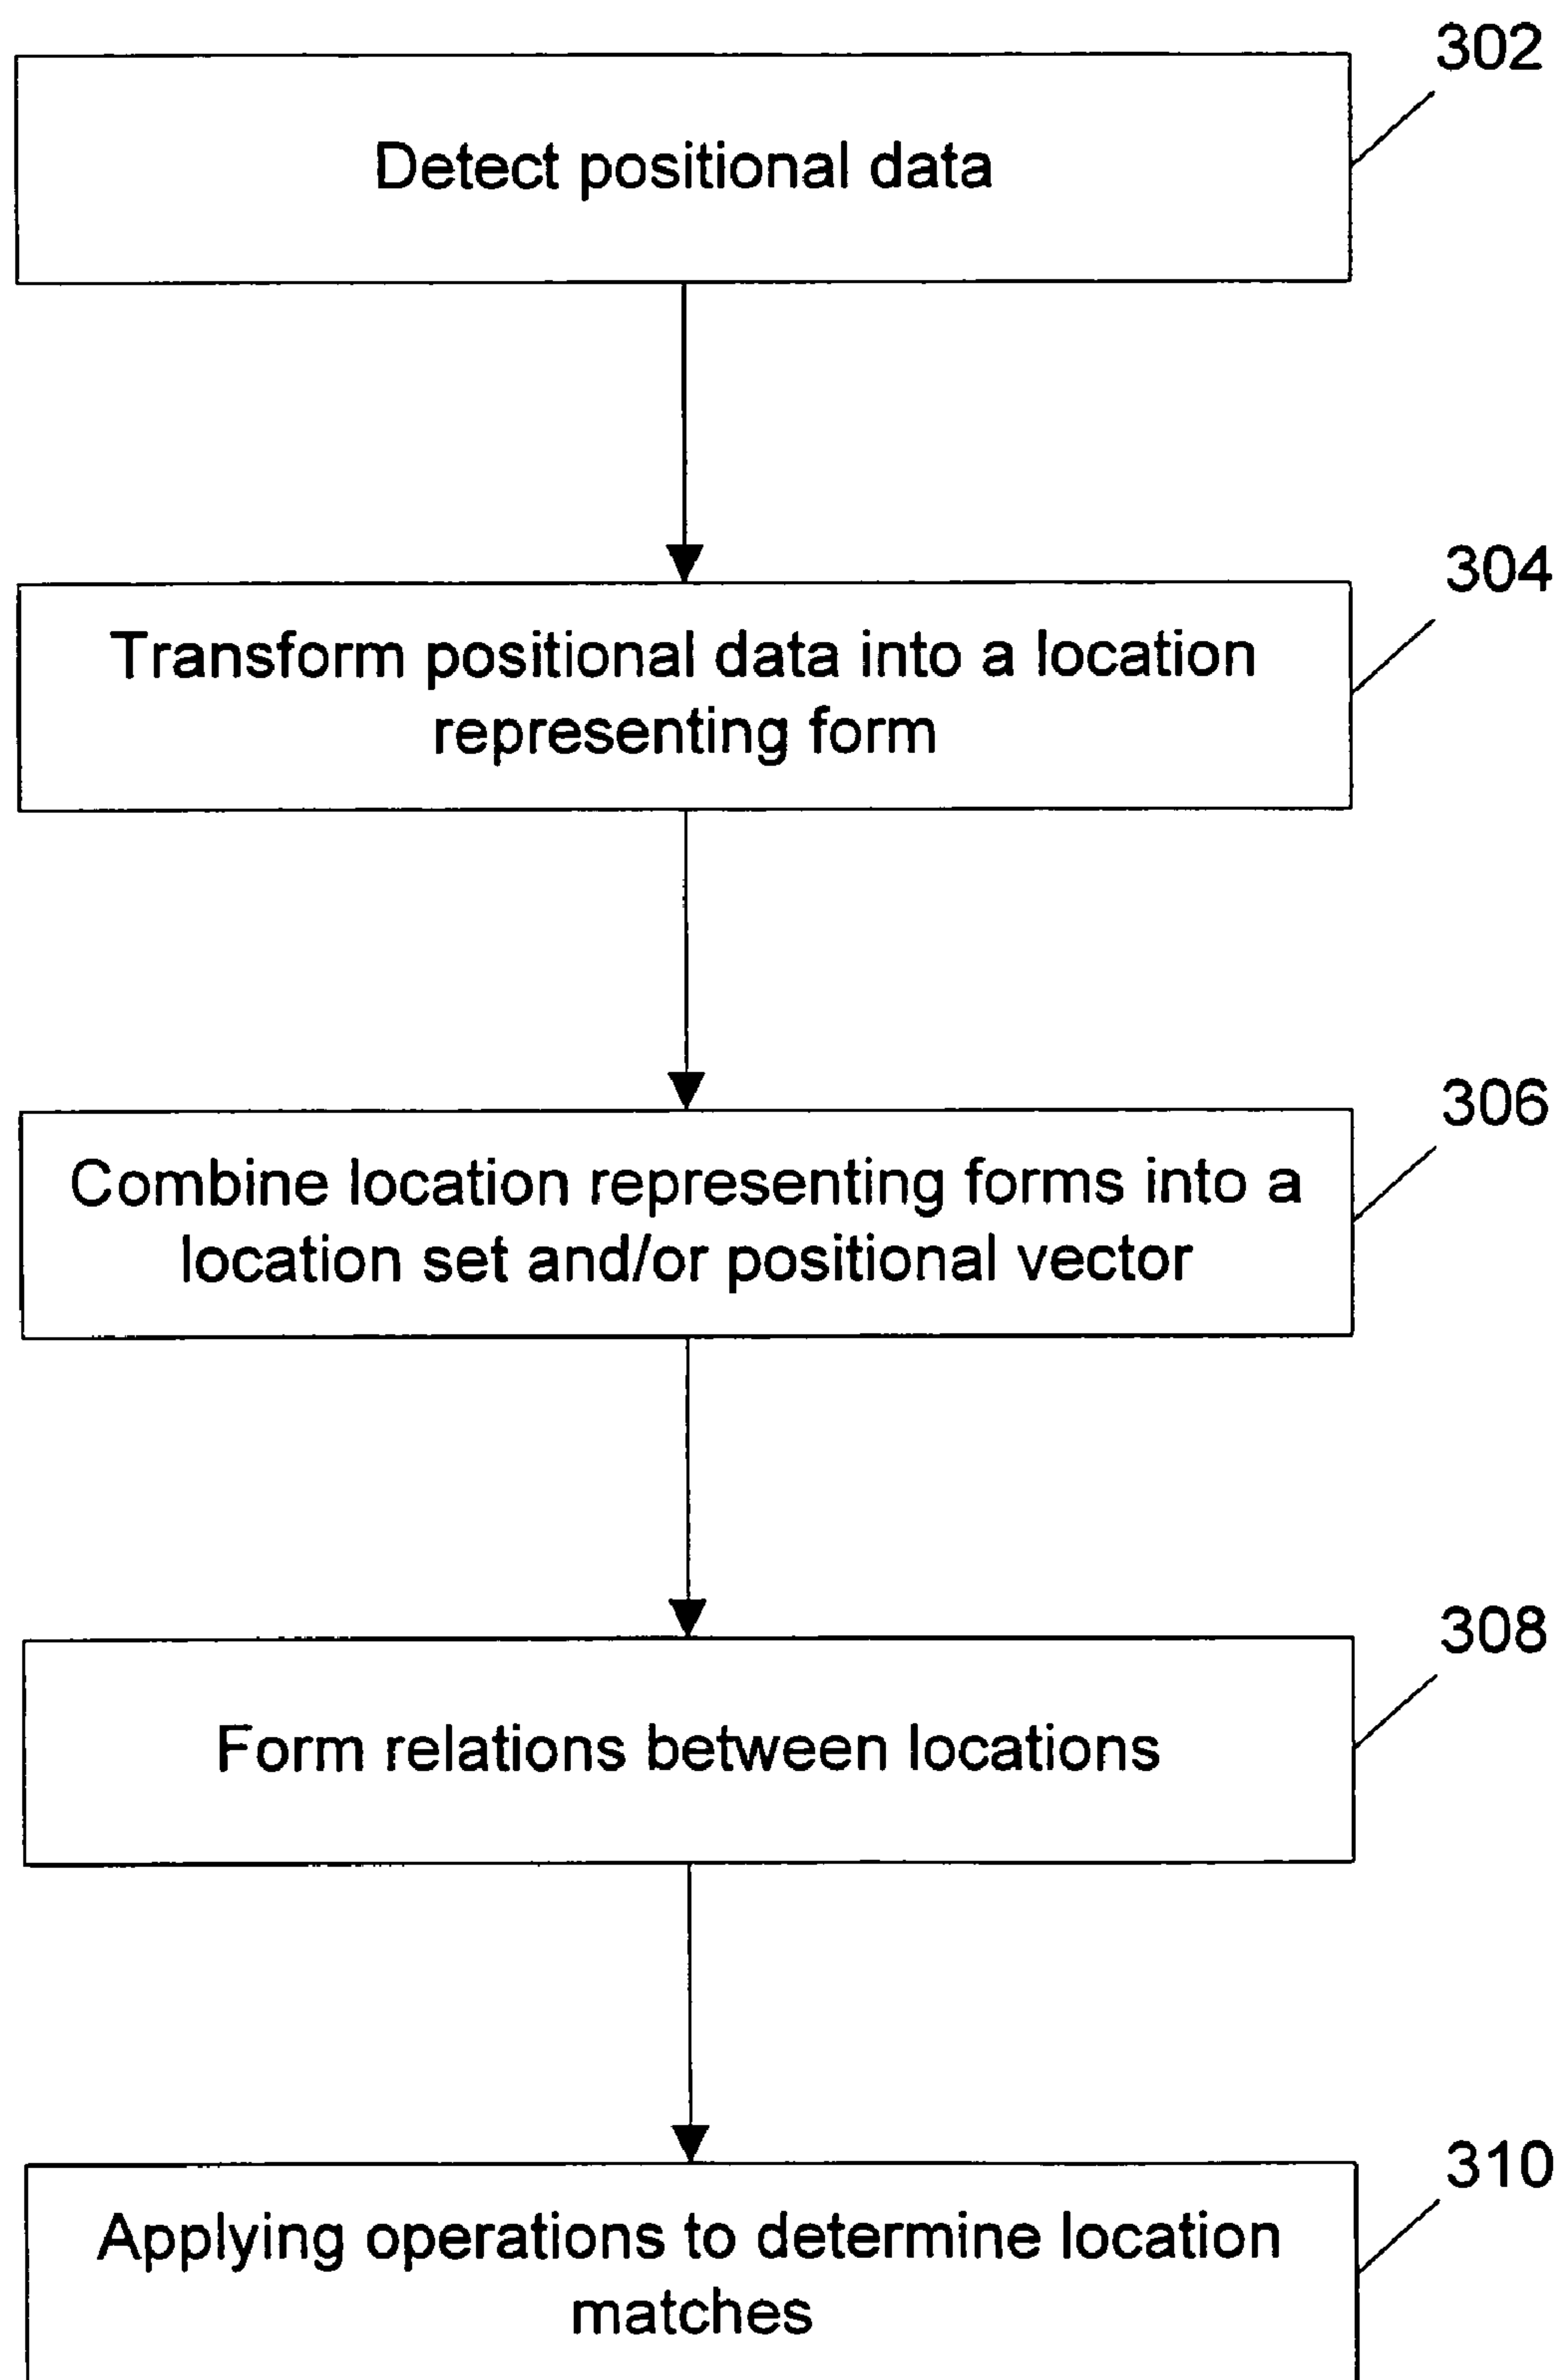 302
Detect positional data
304
Transform positional data into a location
representing form
306
Combine location representing forms into a
location set and/or positional vector
308
Form relations between locations
310
Applying operations to determine location
matches